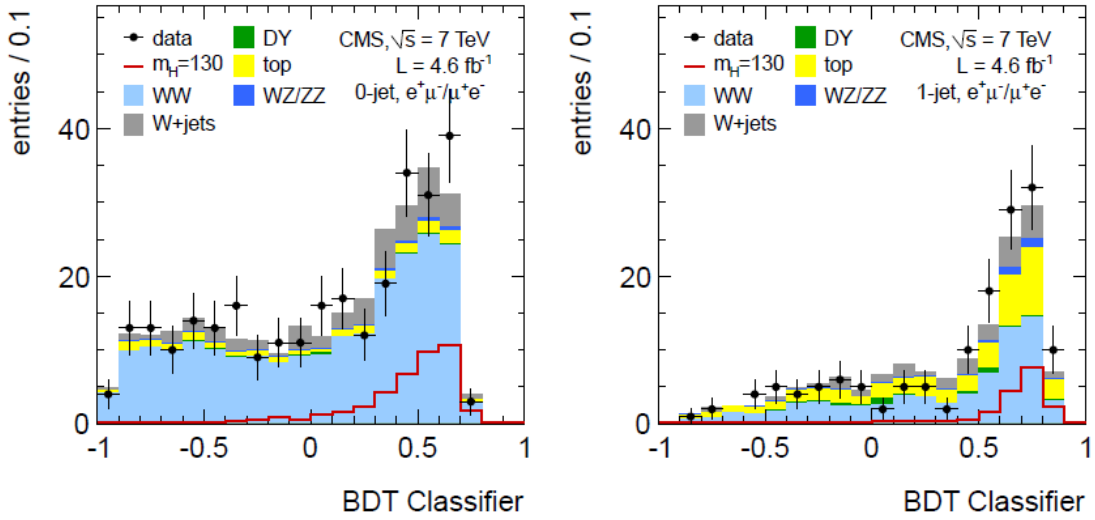 entries / 0.1
data
DY
CMS, √s = 7 TeV
m_H=130
top
L = 4.6 fb⁻¹
WW
WZ/ZZ
0-jet, e⁺μ⁻/μ⁺e⁻
W+jets
40
20
0
-1 -0.5 0 0.5 1
BDT Classifier
entries / 0.1
data
DY
CMS, √s = 7 TeV
m_H=130
top
L = 4.6 fb⁻¹
WW
WZ/ZZ
1-jet, e⁺μ⁻/μ⁺e⁻
W+jets
40
20
0
-1 -0.5 0 0.5 1
BDT Classifier